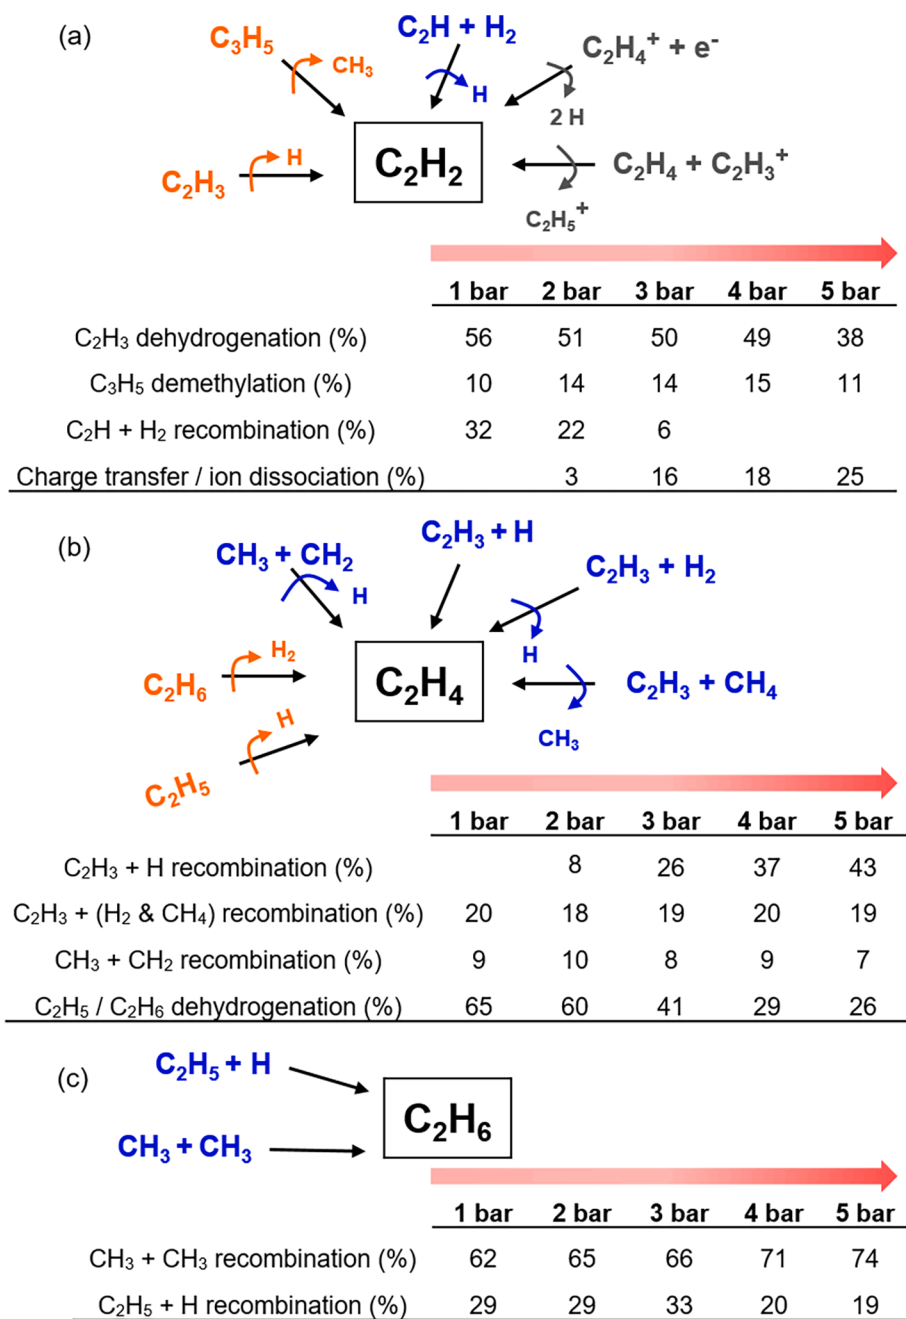 (a)
C₃H₅
CH₃
C₂H + H₂
H
C₂H₄⁺ + e⁻
2 H
C₂H₃
H
C₂H₂
C₂H₄ + C₂H₃⁺
C₂H₅⁺
1 bar 2 bar 3 bar 4 bar 5 bar
C₂H₃ dehydrogenation (%) 56 51 50 49 38
C₃H₅ demethylation (%) 10 14 14 15 11
C₂H + H₂ recombination (%) 32 22 6
Charge transfer / ion dissociation (%) 3 16 18 25
(b)
CH₃ + CH₂
H
C₂H₃ + H
C₂H₃ + H₂
H
C₂H₆
H₂
C₂H₄
C₂H₃ + CH₄
CH₃
C₂H₅
H
1 bar 2 bar 3 bar 4 bar 5 bar
C₂H₃ + H recombination (%) 8 26 37 43
C₂H₃ + (H₂ & CH₄) recombination (%) 20 18 19 20 19
CH₃ + CH₂ recombination (%) 9 10 8 9 7
C₂H₅ / C₂H₆ dehydrogenation (%) 65 60 41 29 26
(c)
C₂H₅ + H
CH₃ + CH₃
C₂H₆
1 bar 2 bar 3 bar 4 bar 5 bar
CH₃ + CH₃ recombination (%) 62 65 66 71 74
C₂H₅ + H recombination (%) 29 29 33 20 19